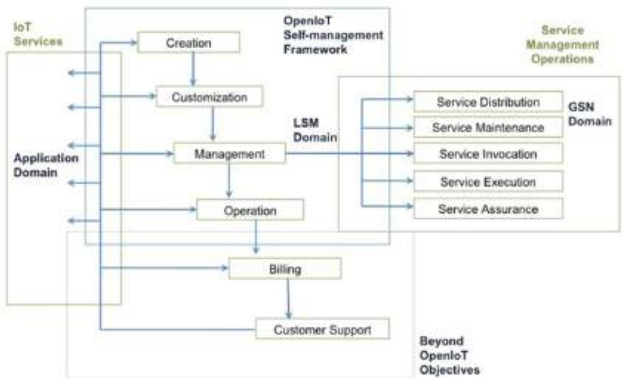 IoT
Services
OpenIoT
Self-management
Framework
Service
Management
Operations
Creation
Customization
Management
Operation
Billing
Customer Support
Application
Domain
LSM
Domain
Service Distribution
Service Maintenance
Service Invocation
Service Execution
Service Assurance
GSN
Domain
Beyond
OpenIoT
Objectives